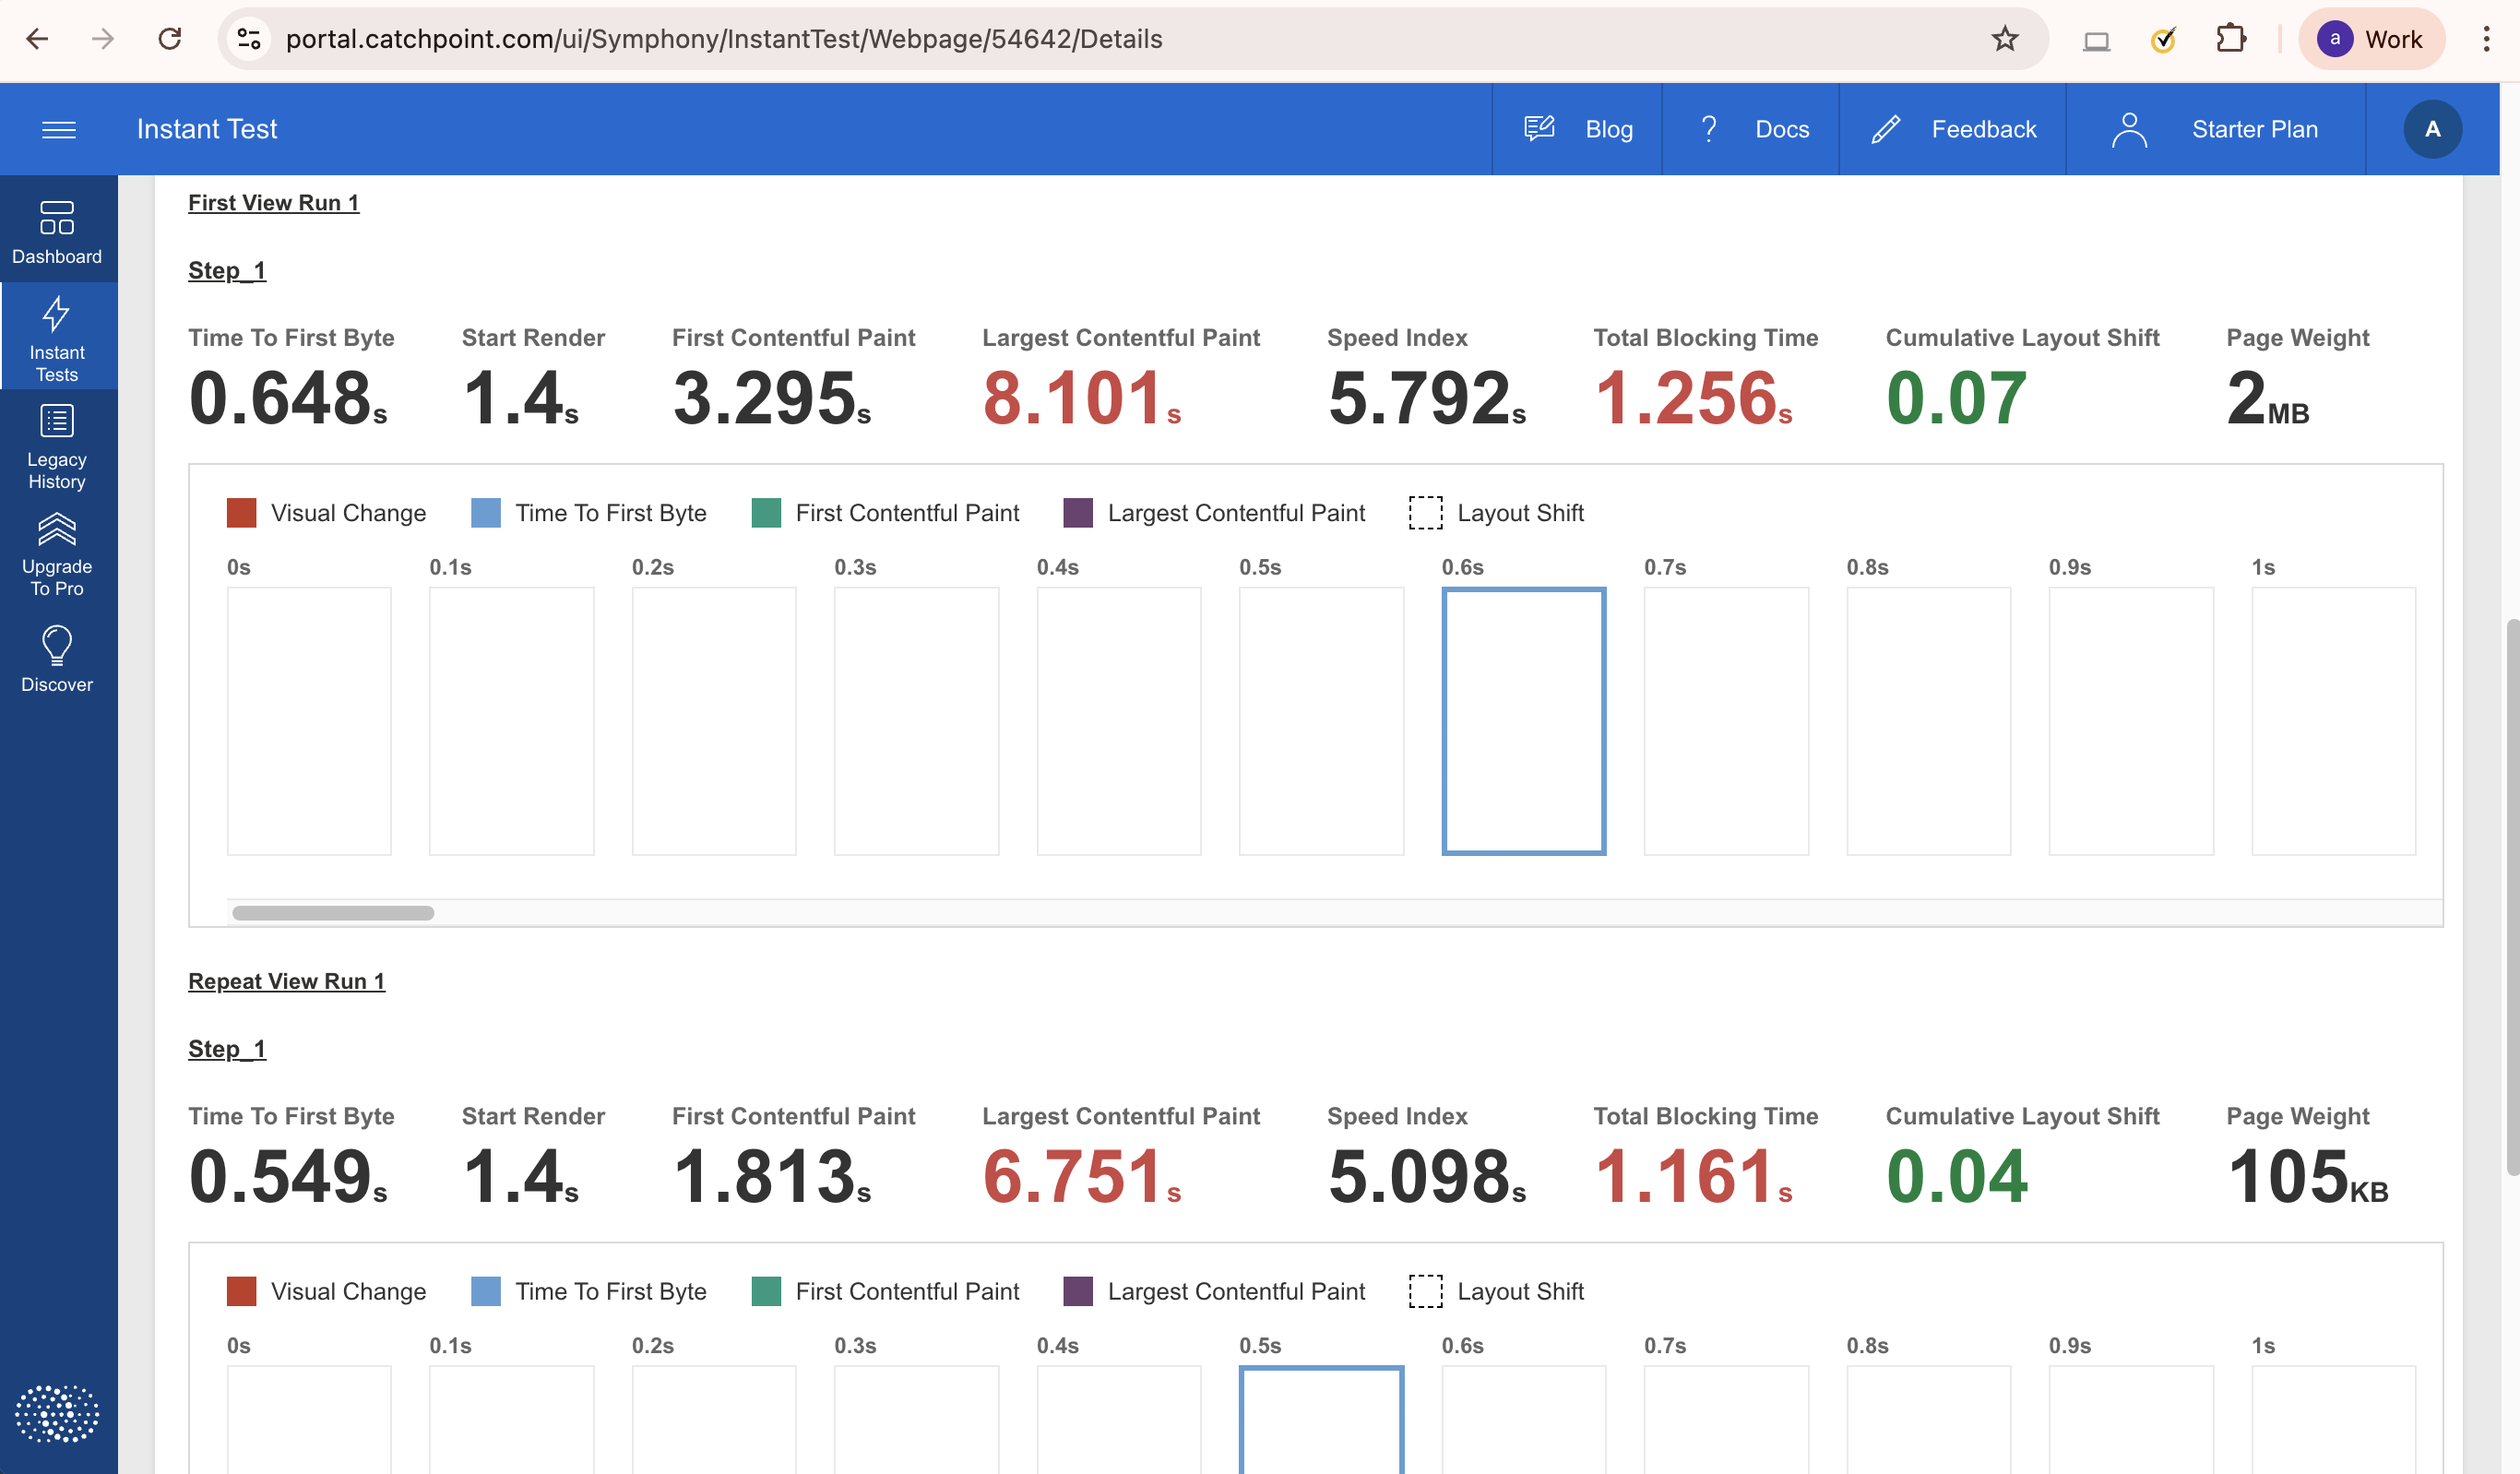 portal.catchpoint.com/ui/Symphony/InstantTest/Webpage/54642/Details
a Work
Instant Test
Blog
? Docs
Feedback
Starter Plan
A
Dashboard
Instant
Tests
Legacy
History
Upgrade
To Pro
Discover
First View Run 1
Step_1
Time To First Byte Start Render First Contentful Paint Largest Contentful Paint Speed Index Total Blocking Time Cumulative Layout Shift Page Weight
0.648s 1.4s 3.295s 8.101s 5.792s 1.256s 0.07 2MB
Visual Change Time To First Byte First Contentful Paint Largest Contentful Paint Layout Shift
0s 0.1s 0.2s 0.3s 0.4s 0.5s 0.6s 0.7s 0.8s 0.9s 1s
Repeat View Run 1
Step_1
Time To First Byte Start Render First Contentful Paint Largest Contentful Paint Speed Index Total Blocking Time Cumulative Layout Shift Page Weight
0.549s 1.4s 1.813s 6.751s 5.098s 1.161s 0.04 105KB
Visual Change Time To First Byte First Contentful Paint Largest Contentful Paint Layout Shift
0s 0.1s 0.2s 0.3s 0.4s 0.5s 0.6s 0.7s 0.8s 0.9s 1s